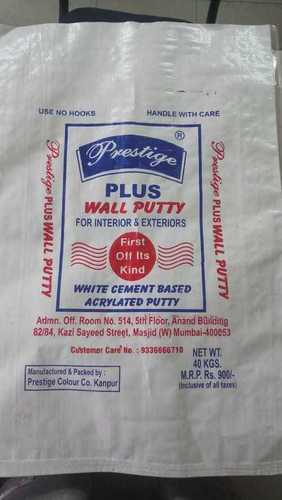 USE NO HOOKS HANDLE WITH CARE
Prestige ®
PLUS
WALL PUTTY
FOR INTERIOR & EXTERIORS
First
Off Its
Kind
WHITE CEMENT BASED
ACRYLATED PUTTY
Prestige PLUS WALL PUTTY
Prestige PLUS WALL PUTTY
Admn. Off. Room No. 514, 5th Floor, Anand Building
82/84, Kazi Sayeed Street, Masjid (W) Mumbai-400053
Customer Care No. : 9336666710
NET WT.
40 KGS.
M.R.P. Rs. 900/-
(Inclusive of all taxes)
Manufactured & Packed by :
Prestige Colour Co. Kanpur